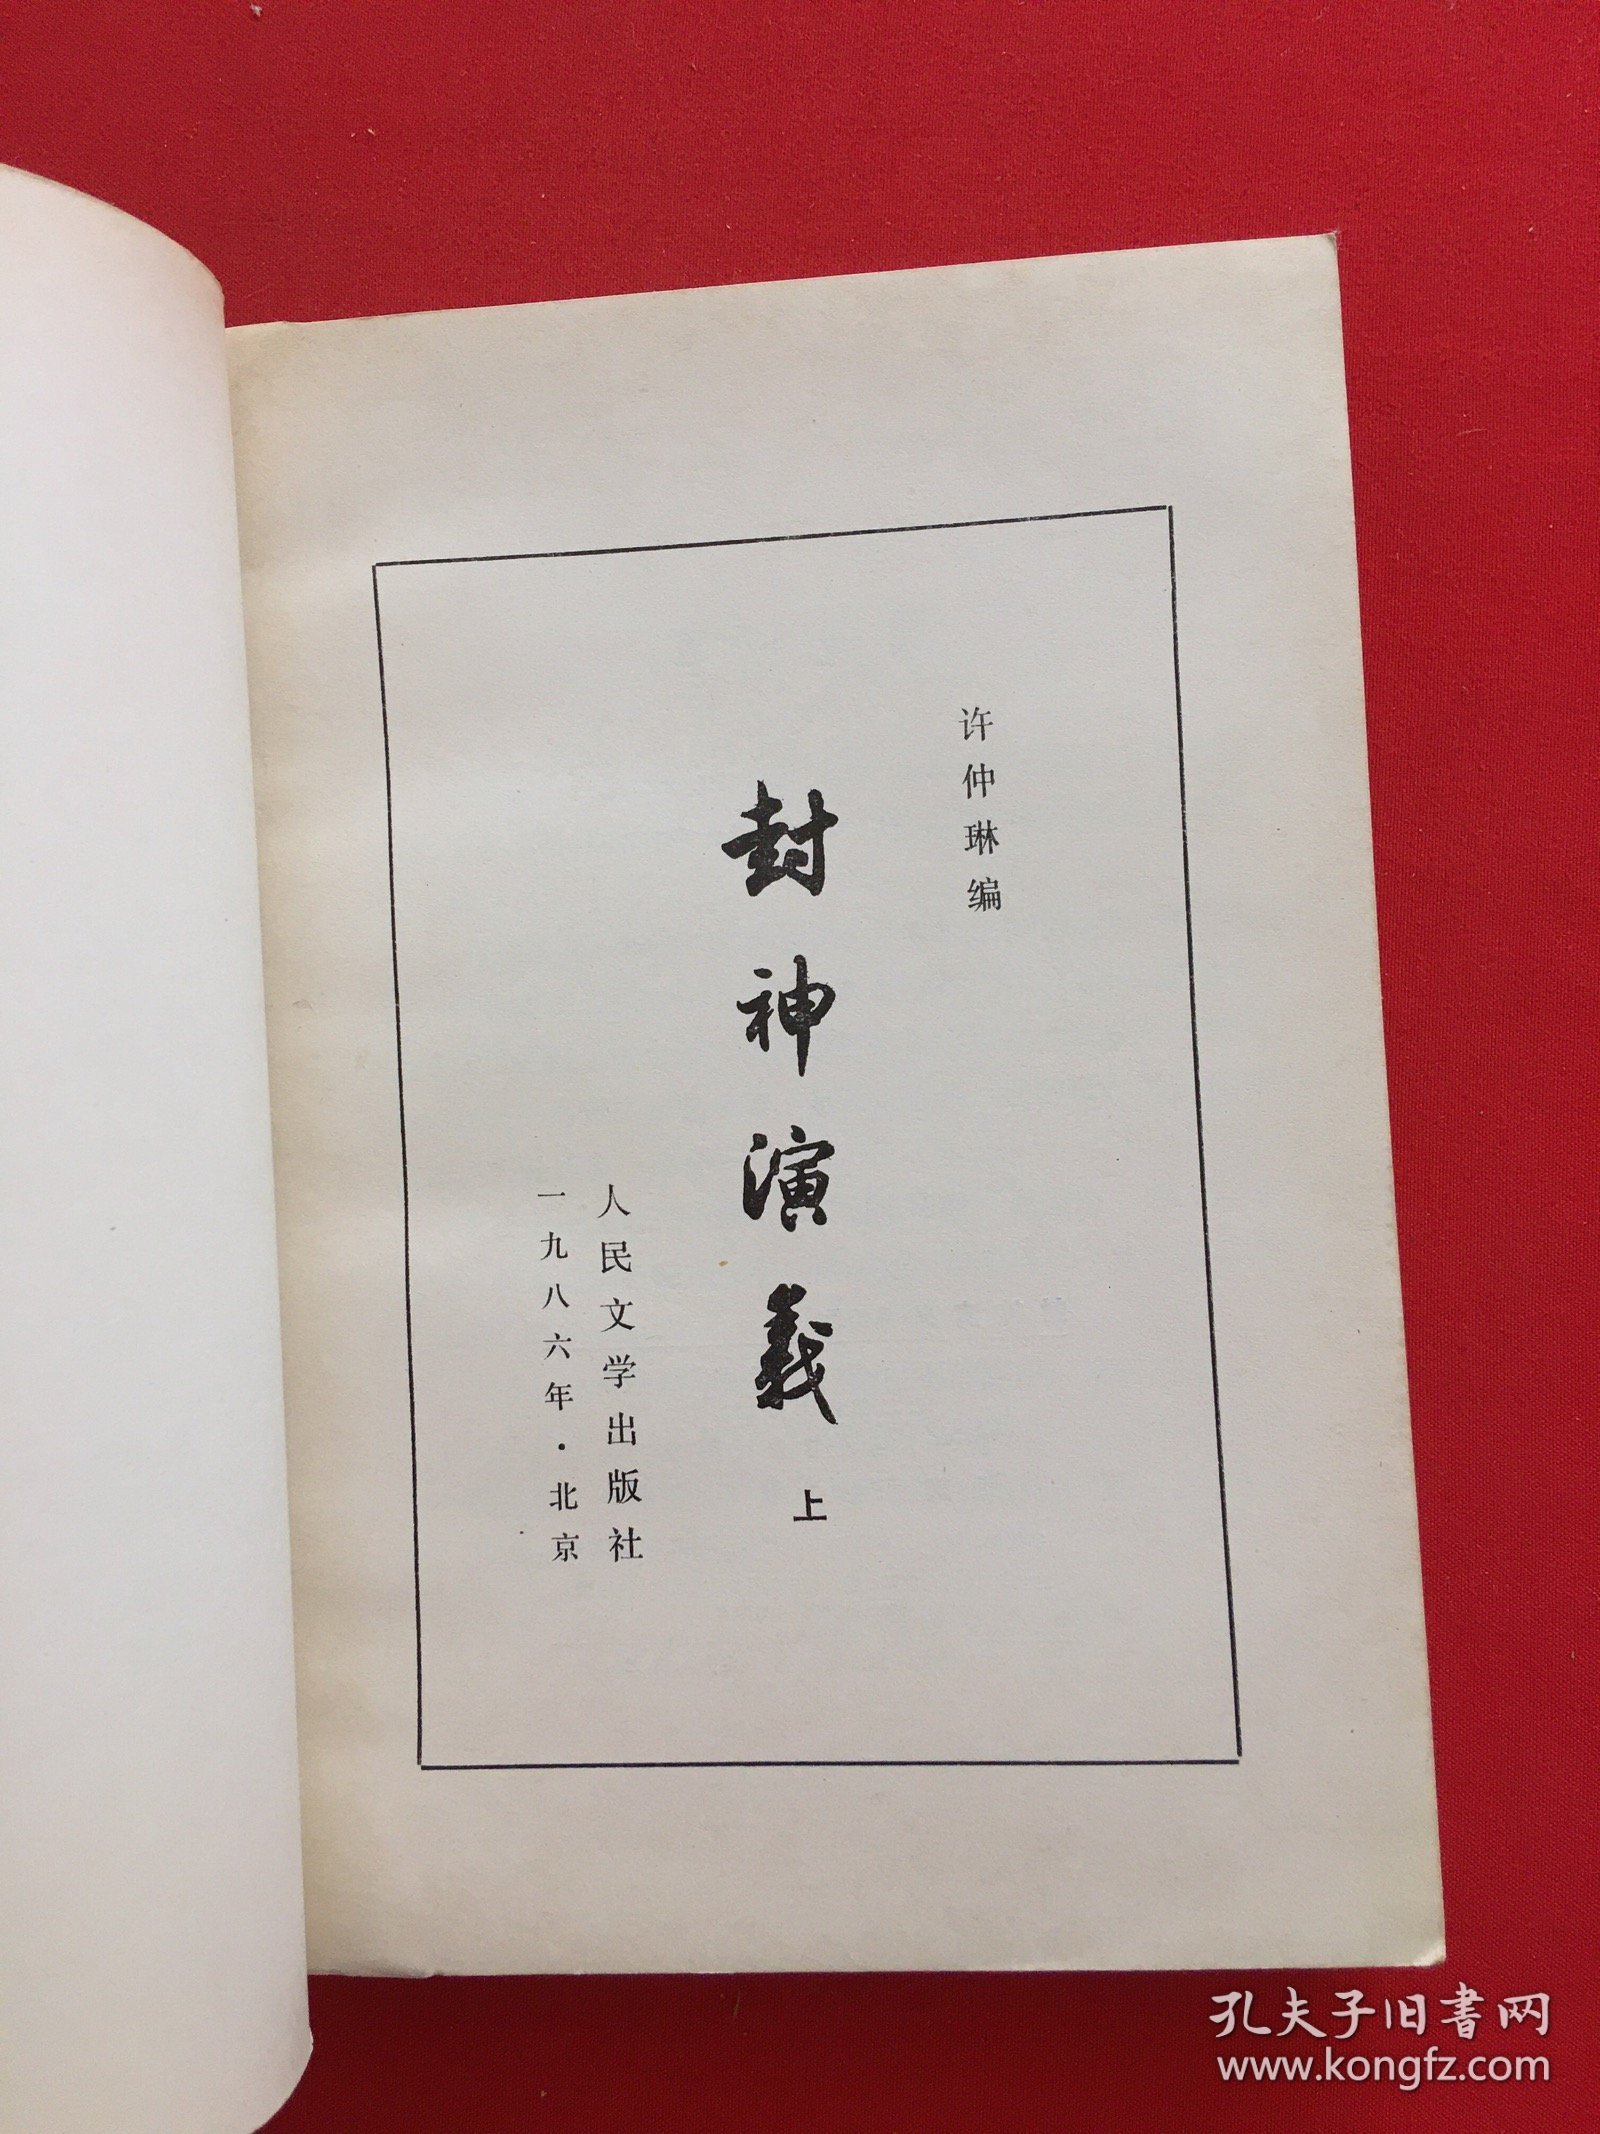 许仲琳编
封神演義
上
人民文学出版社
一九八六年·北京
孔夫子旧書网
www.kongfz.com